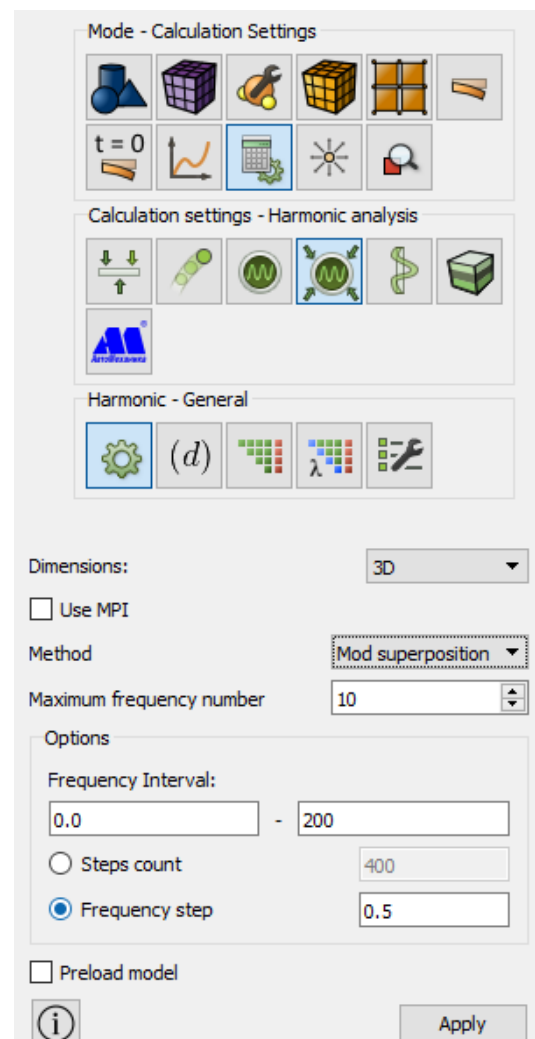 Mode - Calculation Settings
t = 0
Calculation settings - Harmonic analysis
Harmonic - General
(d)
λ
Dimensions:
3D
Use MPI
Method
Mod superposition
Maximum frequency number
10
Options
Frequency Interval:
0.0 - 200
Steps count
400
Frequency step
0.5
Preload model
i
Apply